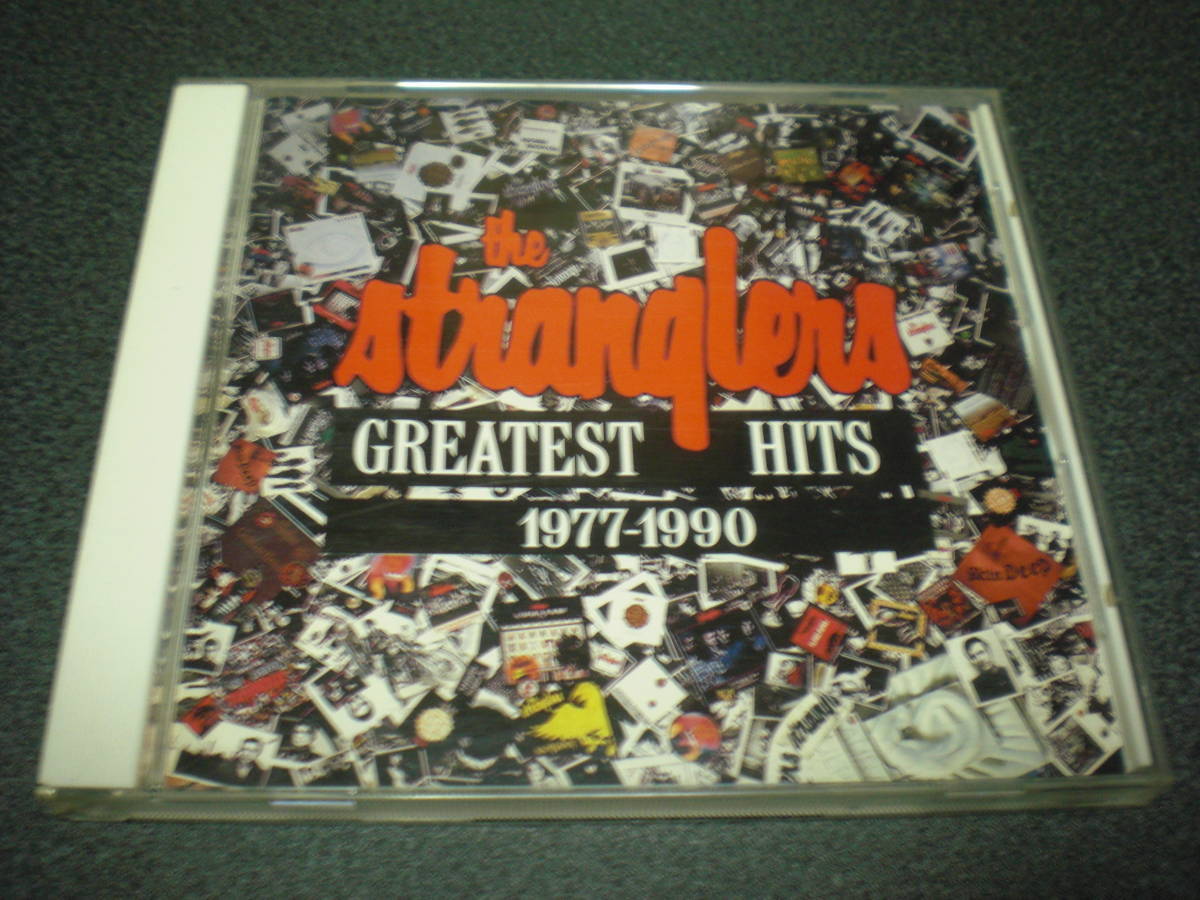 the
stranglers
GREATEST HITS
1977-1990